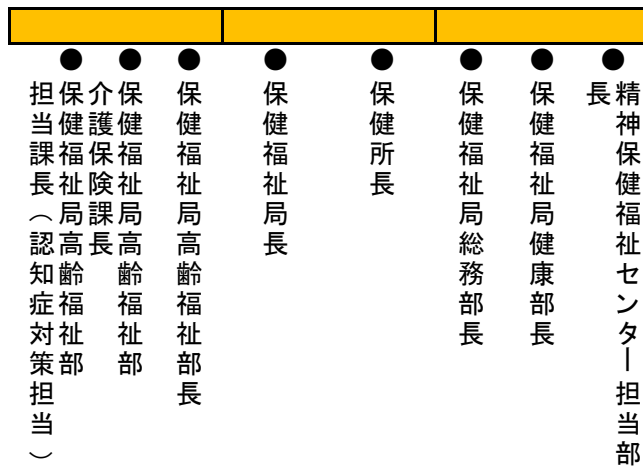 ●精神保健福祉センター担当部
長
●保健福祉局健康部長
●保健福祉局総務部長
●保健所長
●保健福祉局長
●保健福祉局高齢福祉部長
●保健福祉局高齢福祉部
介護保険課長
●保健福祉局高齢福祉部
担当課長（認知症対策担当）